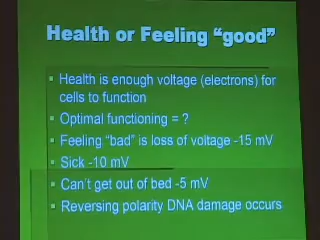 Health or Feeling “good”
Health is enough voltage (electrons) for
cells to function
Optimal functioning = ?
Feeling “bad” is loss of voltage -15 mV
Sick -10 mV
Can’t get out of bed -5 mV
Reversing polarity DNA damage occurs